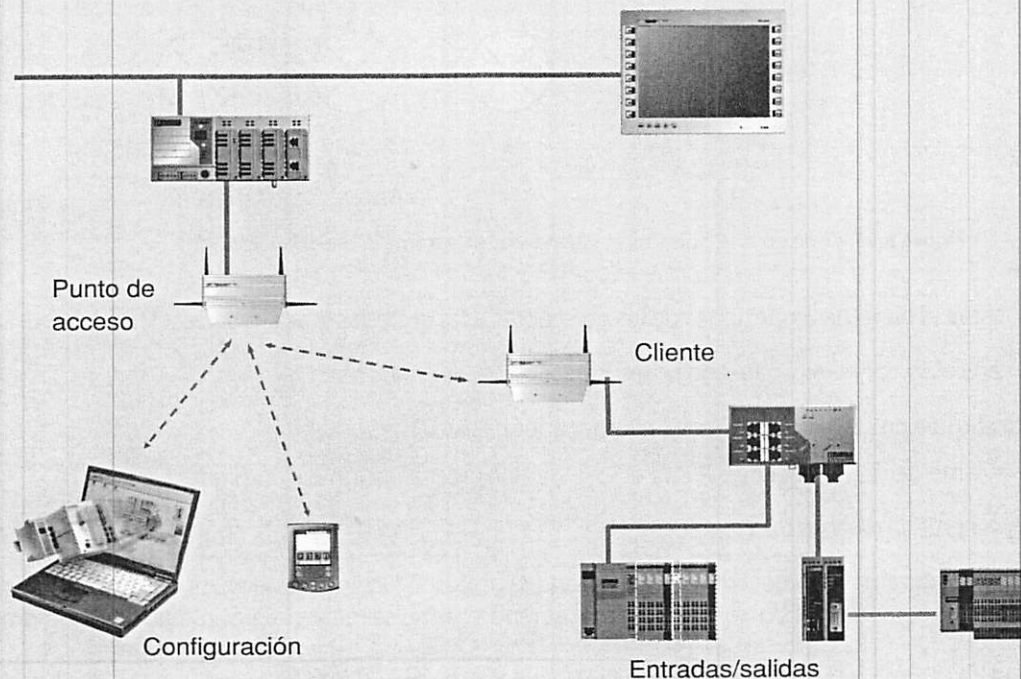 Punto de
acceso
Cliente
Configuración
Entradas/salidas